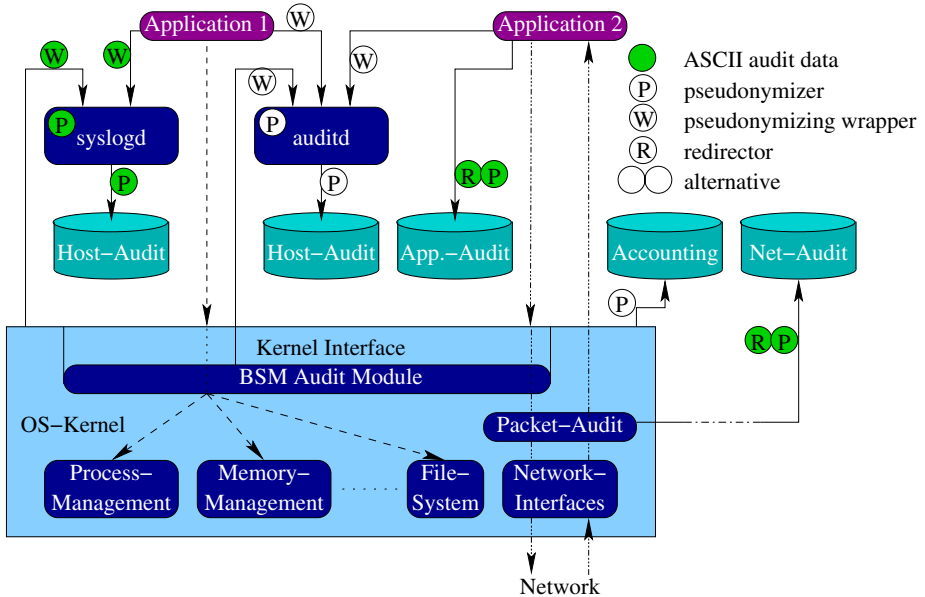 Application 1
W
Application 2
W
W
W
W
ASCII audit data
P
pseudonymizer
W
pseudonymizing wrapper
R
redirector
alternative
P
syslogd
P
auditd
P
P
R P
Host−Audit
Host−Audit
App.−Audit
Accounting
Net−Audit
P
R P
Kernel Interface
BSM Audit Module
OS−Kernel
Packet−Audit
Process−
Management
Memory−
Management
File−
System
Network−
Interfaces
Network